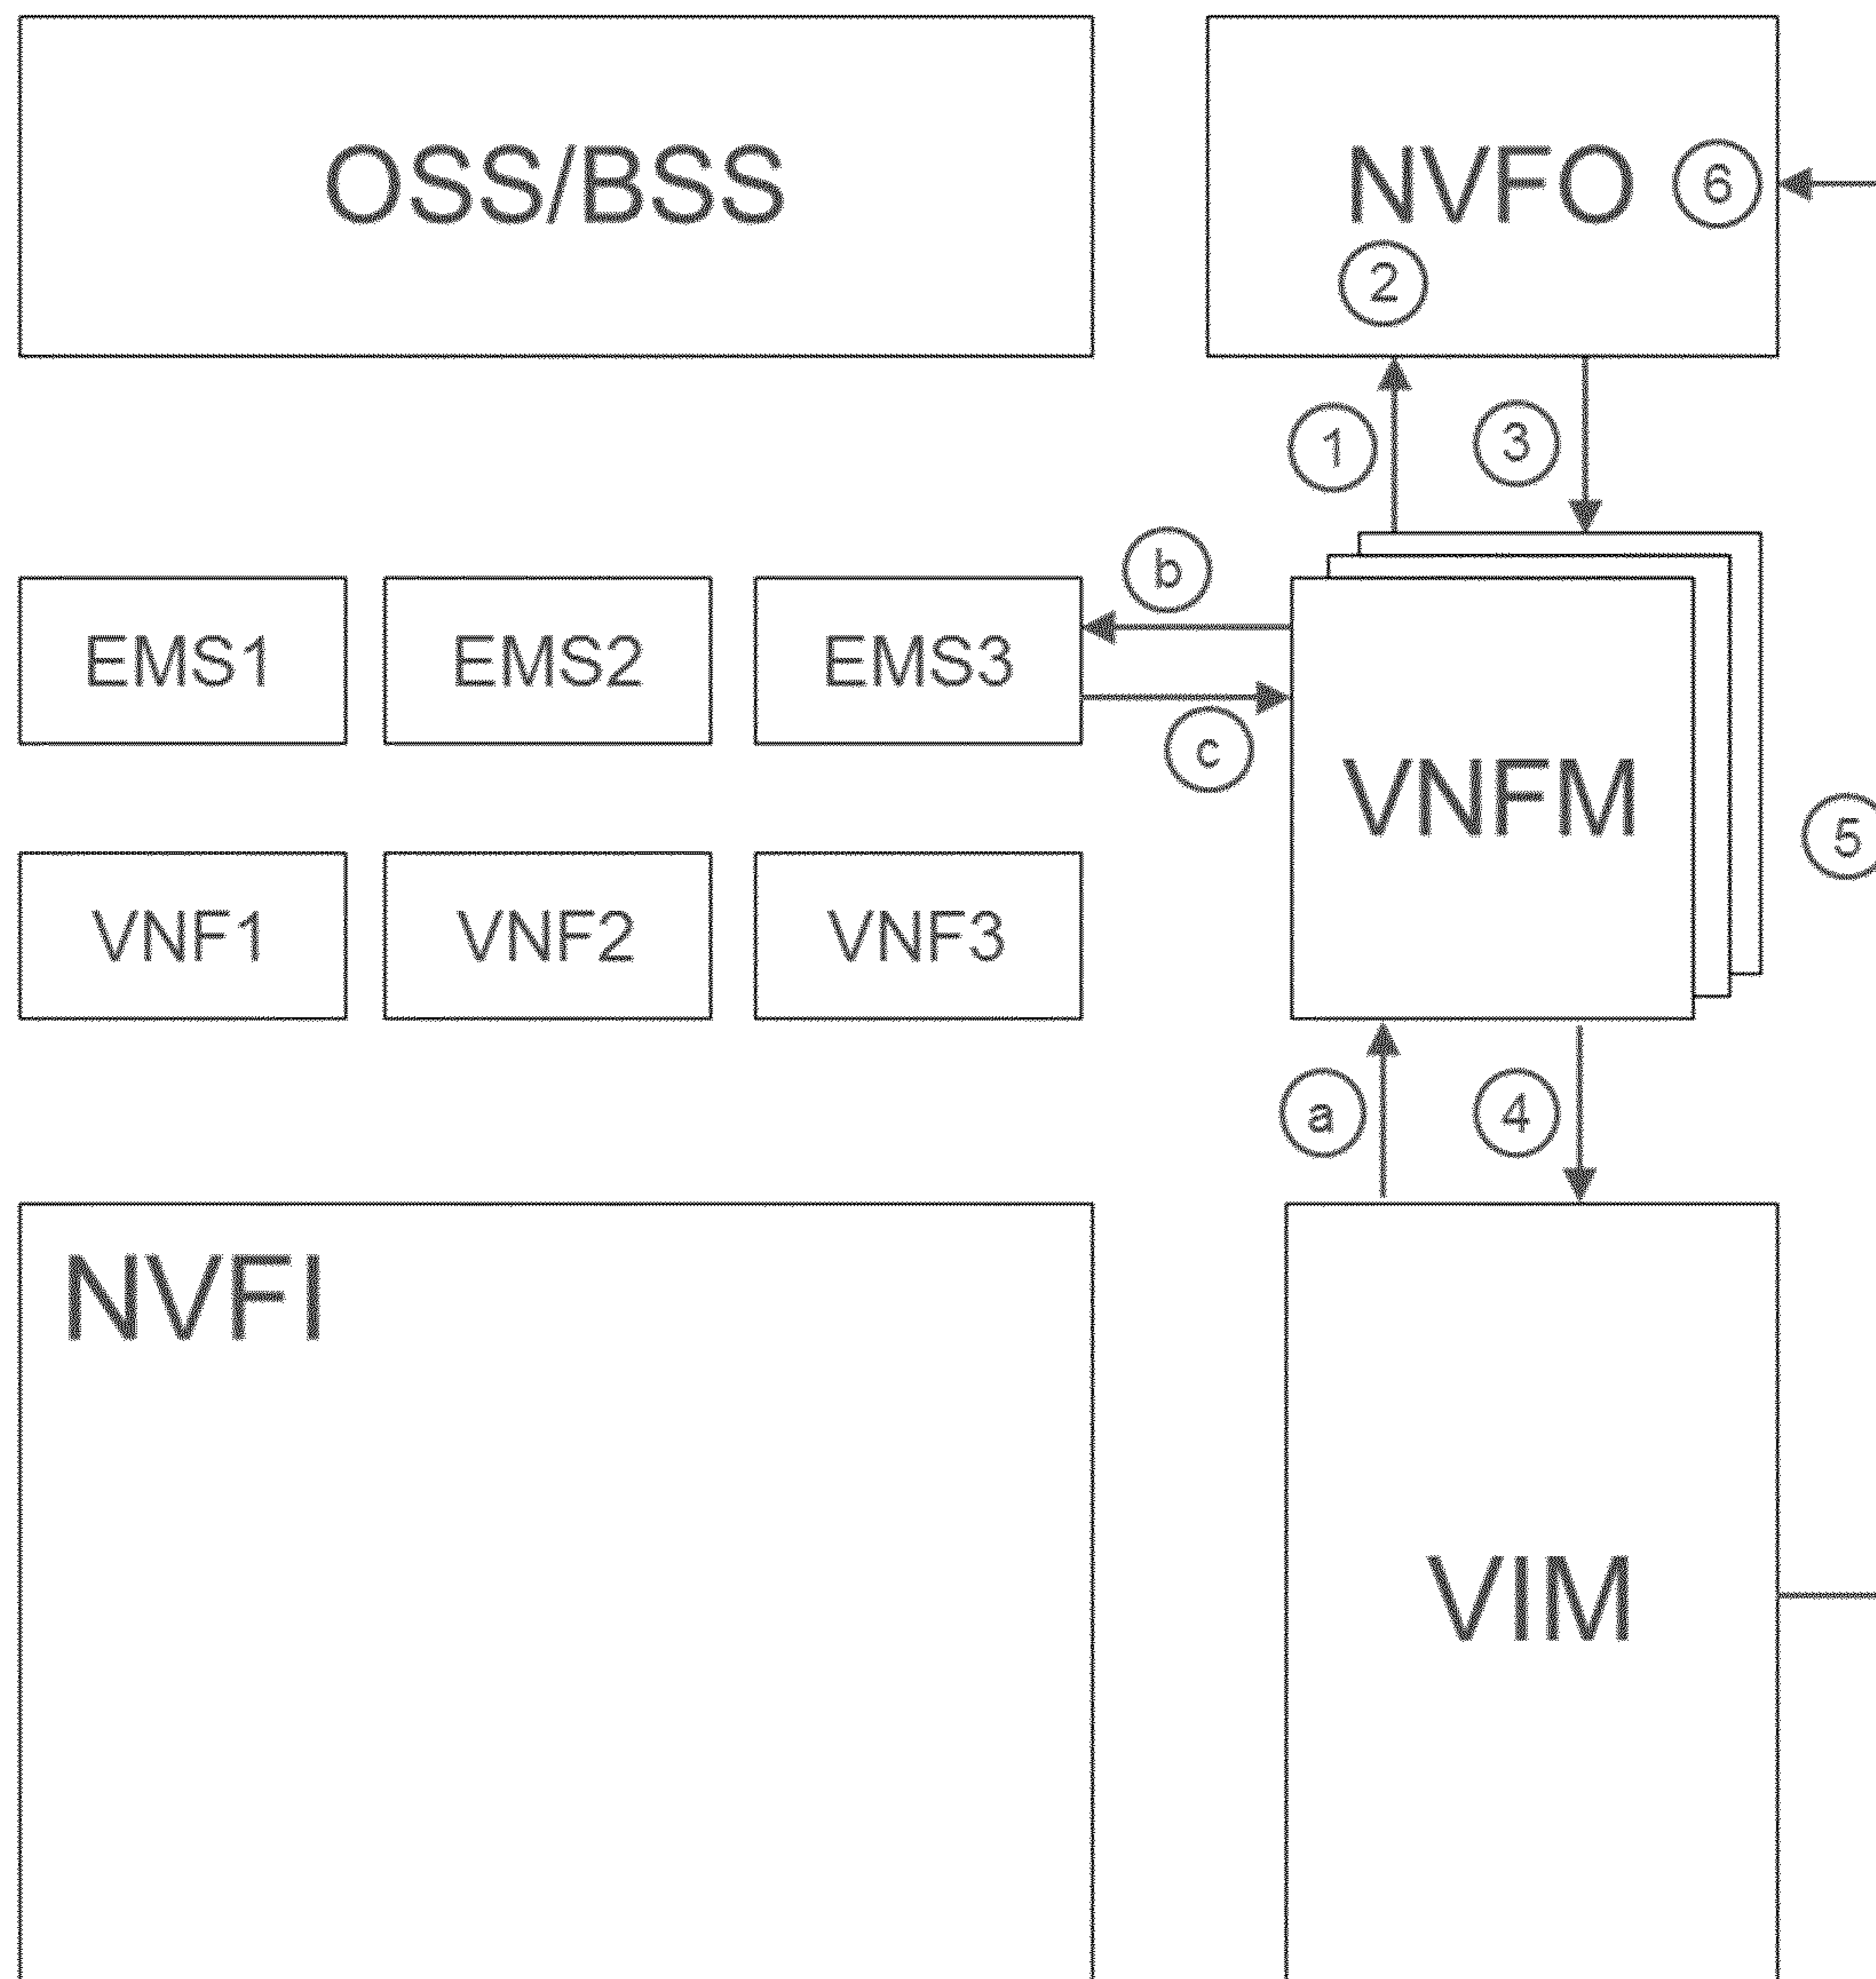 OSS/BSS
NVFO
6
2
1
3
b
EMS1
EMS2
EMS3
c
VNFM
5
VNF1
VNF2
VNF3
a
4
NVFI
VIM